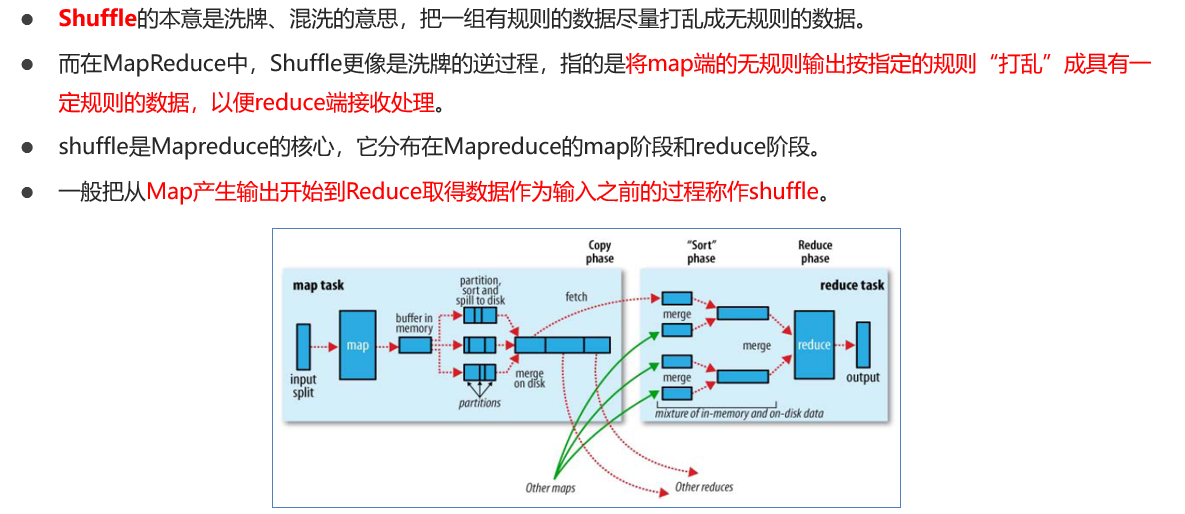 Shuffle的本意是洗牌、混洗的意思，把一组有规则的数据尽量打乱成无规则的数据。
而在MapReduce中，Shuffle更像是洗牌的逆过程，指的是将map端的无规则输出按指定的规则“打乱”成具有一
定规则的数据，以便reduce端接收处理。
shuffle是Mapreduce的核心，它分布在Mapreduce的map阶段和reduce阶段。
一般把从Map产生输出开始到Reduce取得数据作为输入之前的过程称作shuffle。
Copy
phase
“Sort”
phase
Reduce
phase
map task
partition,
sort and
spill to disk
fetch
reduce task
buffer in
memory
map
input
split
merge
on disk
partitions
merge
merge
merge
reduce
output
mixture of in-memory and on-disk data
Other maps
Other reduces